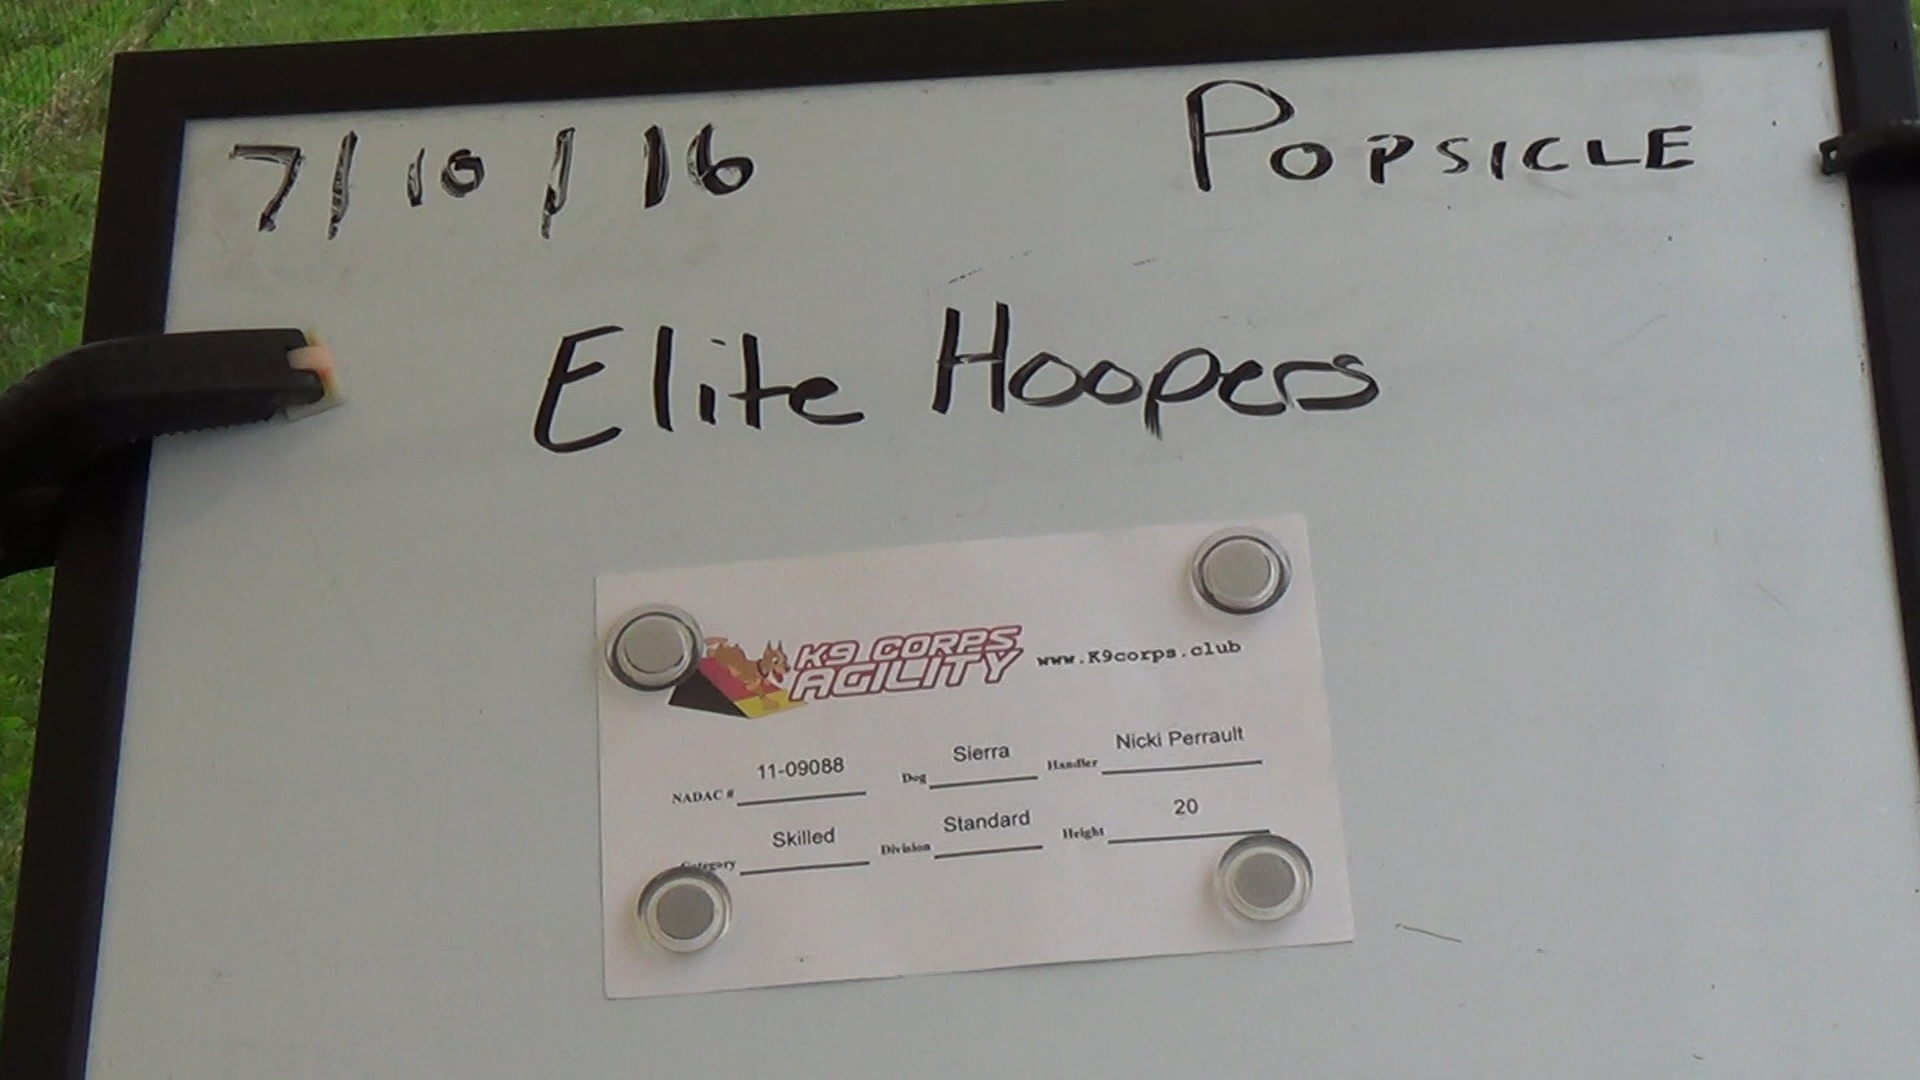 7/10/16 POPSICLE
Elite Hoopers
K9 CORPS AGILITY www.K9corps.club
NADAC # 11-09088 Dog Sierra Handler Nicki Perrault
Category Skilled Division Standard Height 20